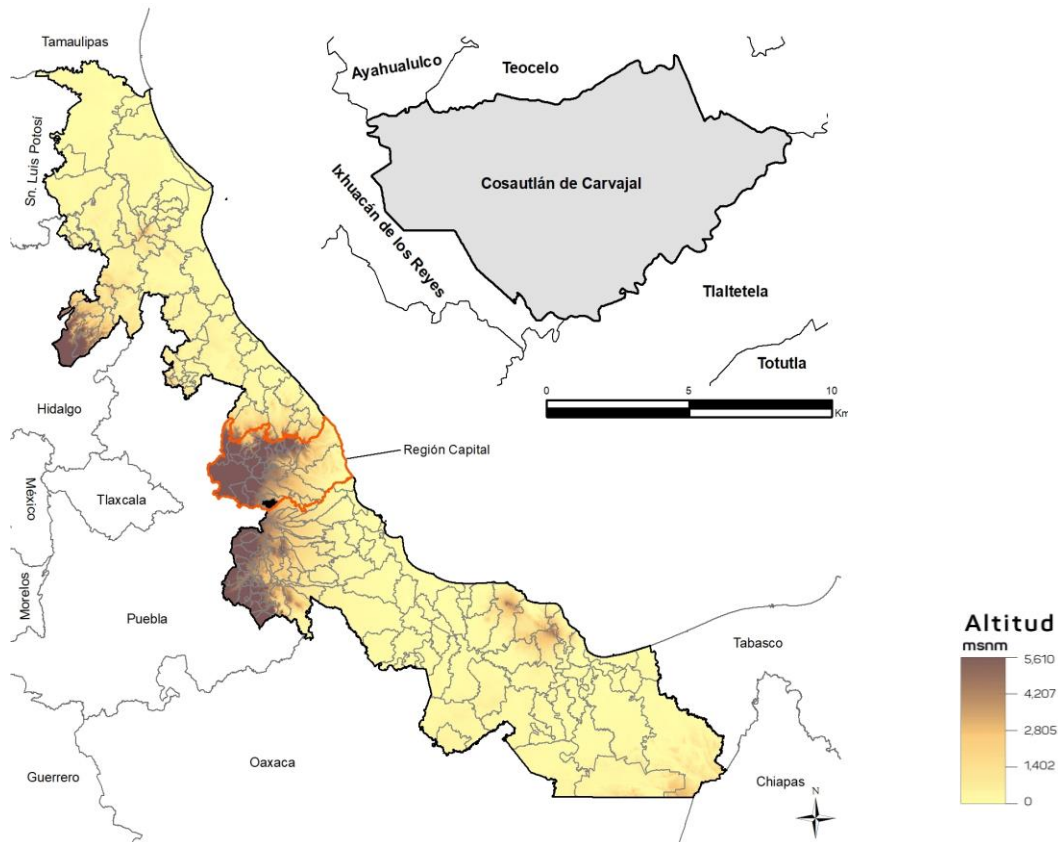 Tamaulipas
Sn. Luis Potosí
Hidalgo
México
Tlaxcala
Morelos
Puebla
Guerrero
Oaxaca
Región Capital
Tabasco
Chiapas
Ayahualulco
Teocelo
Cosautlán de Carvajal
Ixhuacán de los Reyes
Tlaltetela
Totutla
0 5 10
Km
Altitud
msnm
5,610
4,207
2,805
1402
0
N